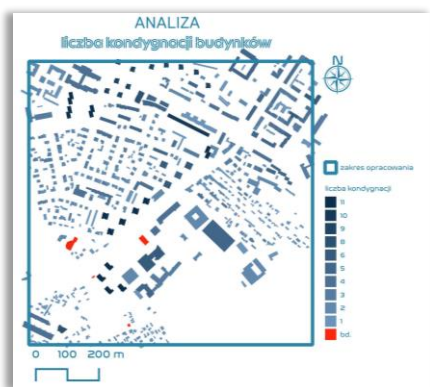 ANALIZA
liczba kondygnacji budynków
N
zakres opracowania
liczba kondygnacji
11
10
9
8
6
5
4
3
2
1
bd.
0 100 200 m